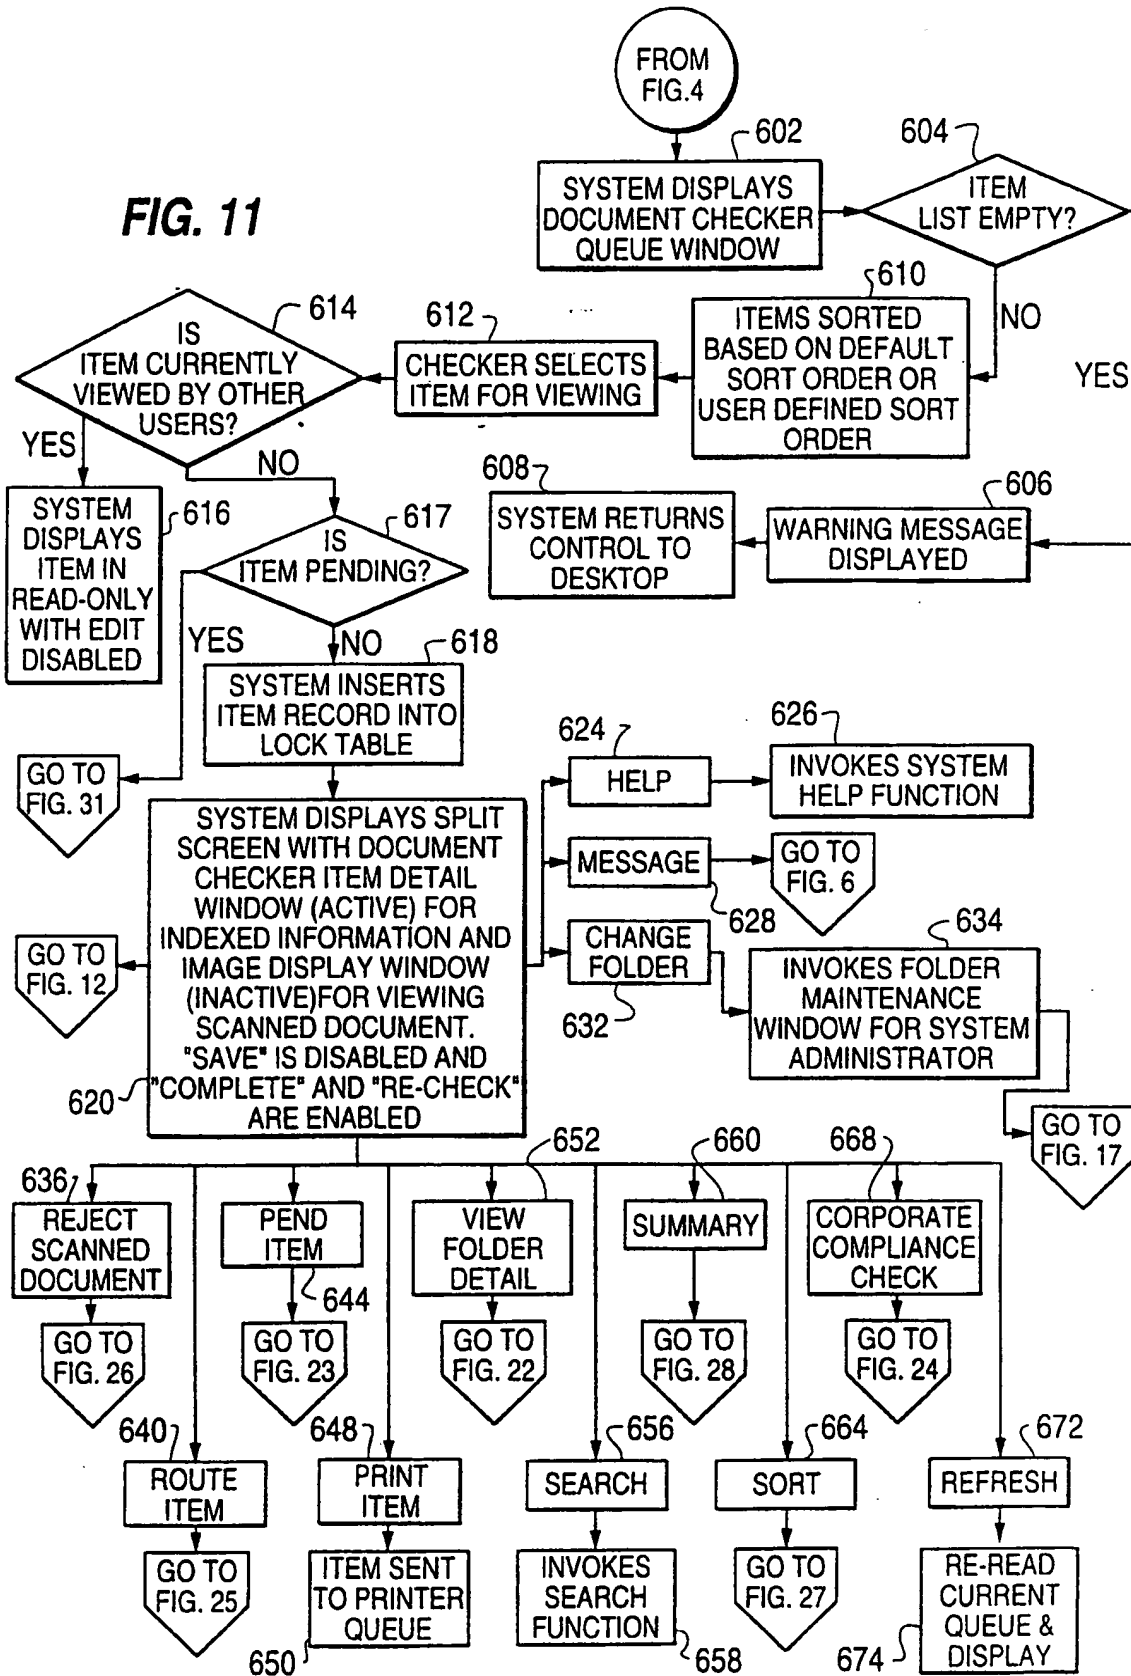 FROM
FIG.4
602
604
SYSTEM DISPLAYS
DOCUMENT CHECKER
QUEUE WINDOW
ITEM
LIST EMPTY?
FIG. 11
NO
YES
610
ITEMS SORTED
BASED ON DEFAULT
SORT ORDER OR
USER DEFINED SORT
ORDER
612
CHECKER SELECTS
ITEM FOR VIEWING
614
IS
ITEM CURRENTLY
VIEWED BY OTHER
USERS?
YES
NO
616
SYSTEM
DISPLAYS
ITEM IN
READ-ONLY
WITH EDIT
DISABLED
617
IS
ITEM PENDING?
608
SYSTEM RETURNS
CONTROL TO
DESKTOP
606
WARNING MESSAGE
DISPLAYED
YES
NO
618
SYSTEM INSERTS
ITEM RECORD INTO
LOCK TABLE
GO TO
FIG. 31
624
HELP
626
INVOKES SYSTEM
HELP FUNCTION
SYSTEM DISPLAYS SPLIT
SCREEN WITH DOCUMENT
CHECKER ITEM DETAIL
WINDOW (ACTIVE) FOR
INDEXED INFORMATION AND
IMAGE DISPLAY WINDOW
(INACTIVE)FOR VIEWING
SCANNED DOCUMENT.
"SAVE" IS DISABLED AND
"COMPLETE" AND "RE-CHECK"
ARE ENABLED
620
GO TO
FIG. 12
MESSAGE
628
GO TO
FIG. 6
CHANGE
FOLDER
632
634
INVOKES FOLDER
MAINTENANCE
WINDOW FOR SYSTEM
ADMINISTRATOR
GO TO
FIG. 17
636
REJECT
SCANNED
DOCUMENT
GO TO
FIG. 26
PEND
ITEM
644
GO TO
FIG. 23
652
VIEW
FOLDER
DETAIL
GO TO
FIG. 22
660
SUMMARY
GO TO
FIG. 28
668
CORPORATE
COMPLIANCE
CHECK
GO TO
FIG. 24
640
ROUTE
ITEM
GO TO
FIG. 25
648
PRINT
ITEM
ITEM SENT
TO PRINTER
QUEUE
650
656
SEARCH
INVOKES
SEARCH
FUNCTION
658
664
SORT
GO TO
FIG. 27
672
REFRESH
RE-READ
CURRENT
QUEUE &
DISPLAY
674